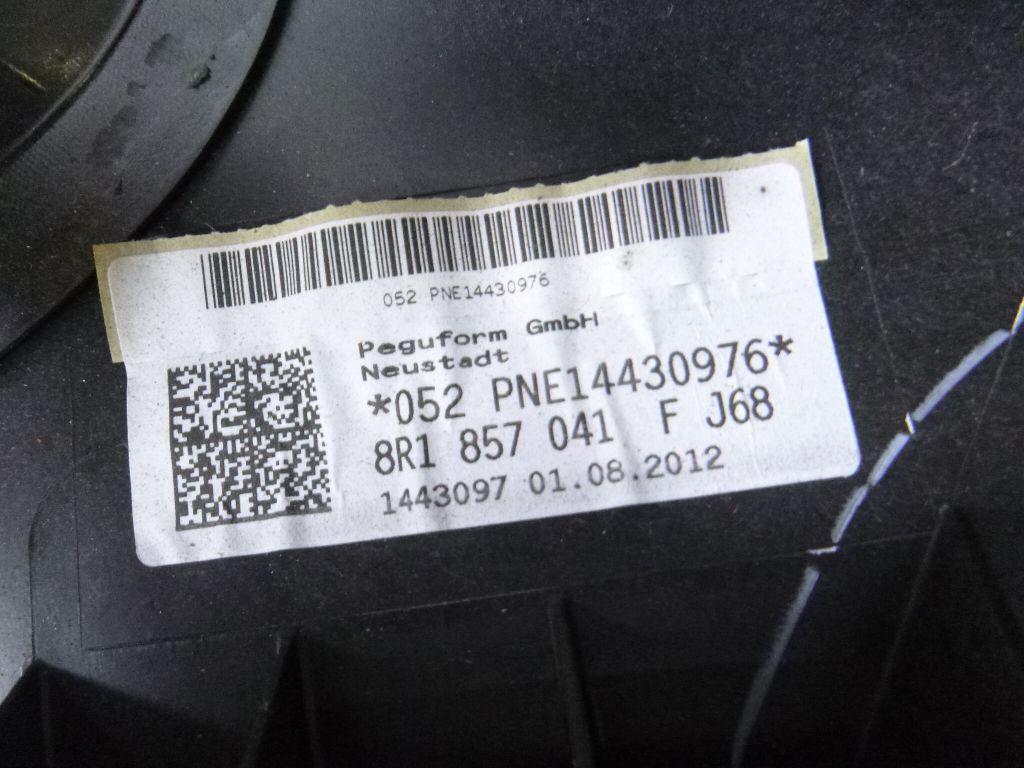 052 PNE14430976
Peguform GmbH
Neustadt
*052 PNE14430976*
8R1 857 041 F J68
1443097 01.08.2012